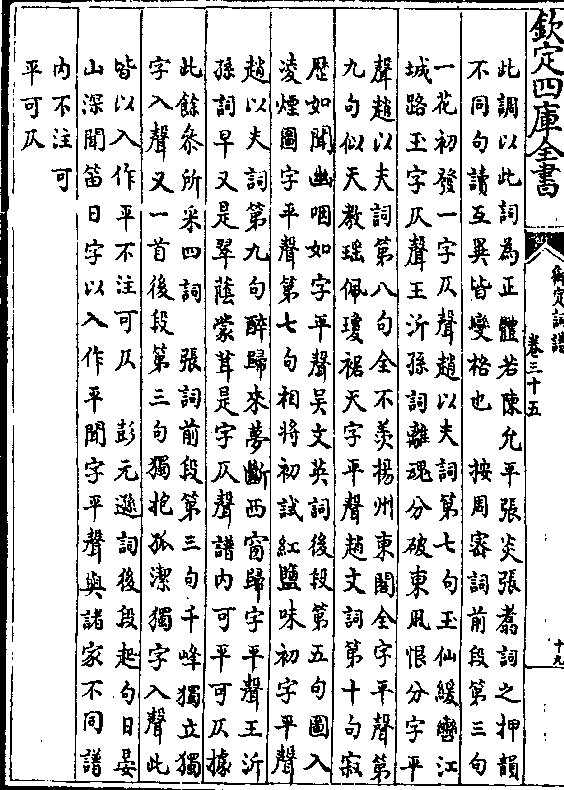 欽定四庫全書
御定詞譜
卷三十五
十九
此調以此詞為正體若陳允平張炎張翥詞之押韻
不同句讀互異皆變格也　按周密詞前段第三句
一花初發一字仄聲趙以夫詞第七句玉仙緩轡江
城路玉字仄聲王沂孫詞離魂分破東風恨分字平
聲趙以夫詞第八句全不羨揚州東閣全字平聲第
九句似天教瑶佩瓊裾天字平聲趙文詞第十句寂
歴如聞幽咽如字平聲吳文英詞後段第五句圖入
淩煙圖字平聲第七句相將初試紅鹽味初字平聲
趙以夫詞第九句醉歸來夢斷西窗歸字平聲王沂
孫詞早又是翠蔭蒙茸是字仄聲譜内可平可仄據
此餘叅所采四詞　張詞前段第三句千峰獨立獨
字入聲又一首後段第三句獨抱孤潔獨字入聲此
皆以入作平不注可仄　彭元遜詞後段起句日晏
山深聞笛日字以入作平聞字平聲與諸家不同譜
内不注可
平可仄